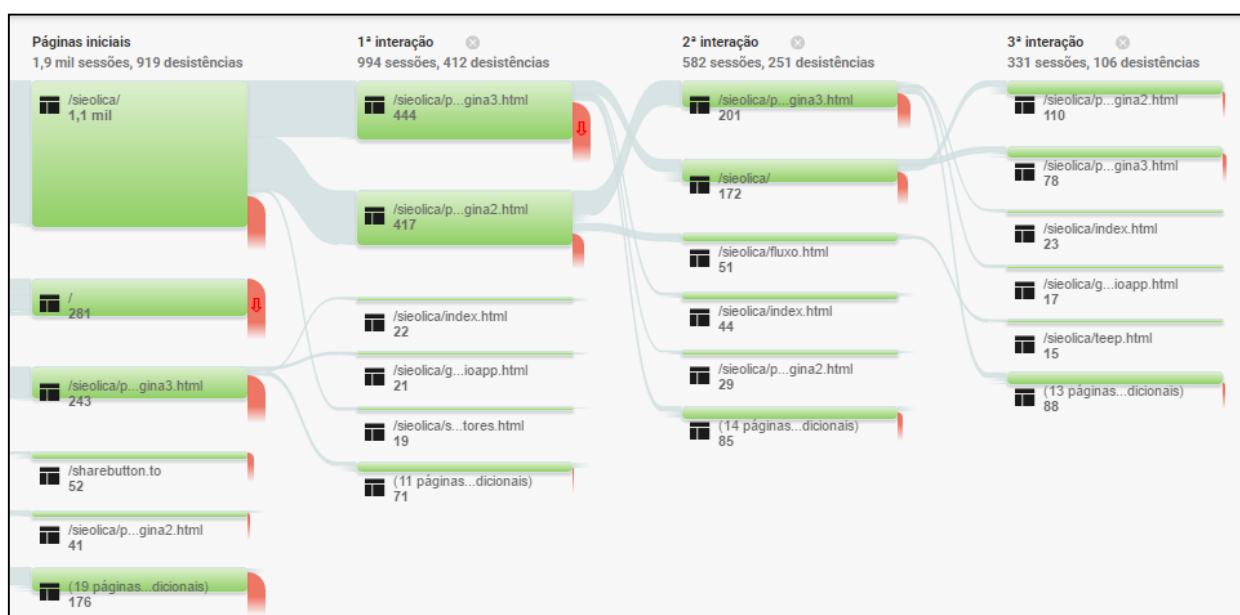 Páginas iniciais
1,9 mil sessões, 919 desistências
/sieolica/
1,1 mil
/
281
/sieolica/p...gina3.html
243
/sharebutton.to
52
/sieolica/p...gina2.html
41
(19 páginas...dicionais)
176
1ª interação
994 sessões, 412 desistências
/sieolica/p...gina3.html
444
/sieolica/p...gina2.html
417
/sieolica/index.html
22
/sieolica/g...ioapp.html
21
/sieolica/s...tores.html
19
(11 páginas...dicionais)
71
2ª interação
582 sessões, 251 desistências
/sieolica/p...gina3.html
201
/sieolica/
172
/sieolica/fluxo.html
51
/sieolica/index.html
44
/sieolica/p...gina2.html
29
(14 páginas...dicionais)
85
3ª interação
331 sessões, 106 desistências
/sieolica/p...gina2.html
110
/sieolica/p...gina3.html
78
/sieolica/index.html
23
/sieolica/g...ioapp.html
17
/sieolica/teep.html
15
(13 páginas...dicionais)
88